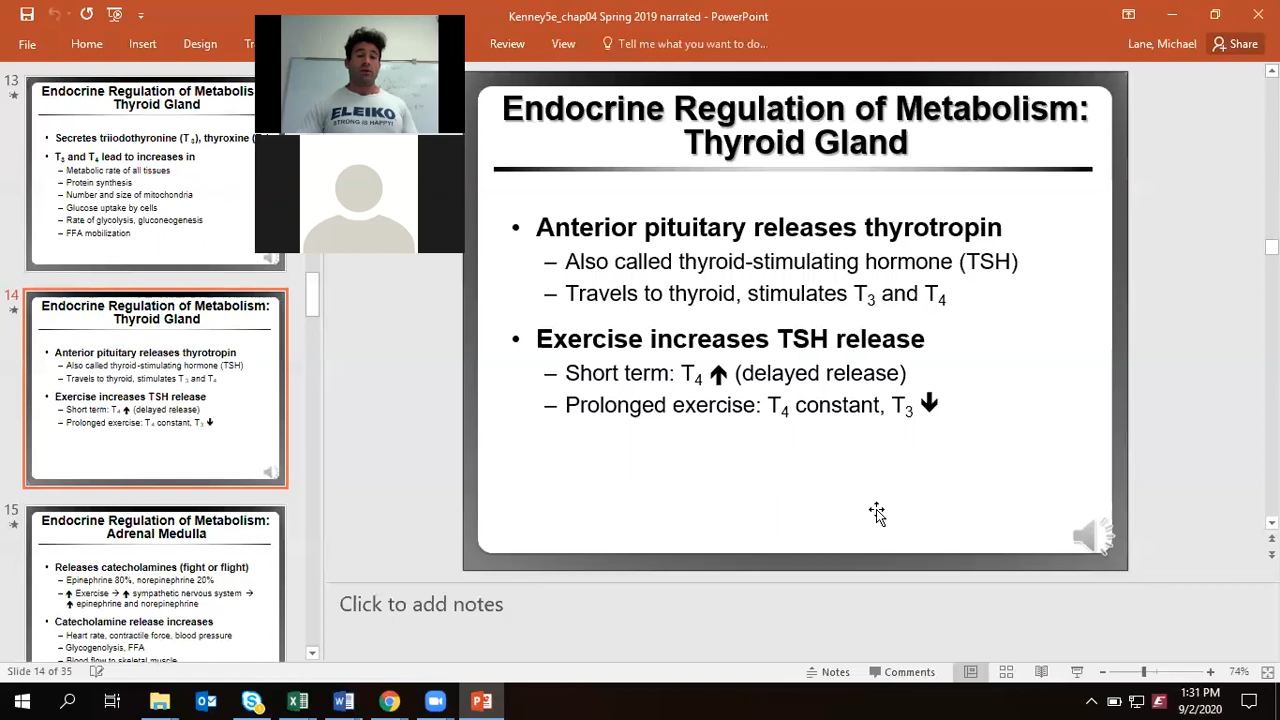 Kenney5e_chap04 Spring 2019 narrated - PowerPoint
File Home Insert Design Review View Tell me what you want to do... Lane, Michael Share
13
Endocrine Regulation of Metabolism:
Thyroid Gland
Secretes triiodothyronine (T3), thyroxine
• T3 and T4 lead to increases in
– Metabolic rate of all tissues
– Protein synthesis
– Number and size of mitochondria
– Glucose uptake by cells
– Rate of glycolysis, gluconeogenesis
– FFA mobilization
14
Endocrine Regulation of Metabolism:
Thyroid Gland
Anterior pituitary releases thyrotropin
– Also called thyroid-stimulating hormone (TSH)
– Travels to thyroid, stimulates T3 and T4
Exercise increases TSH release
– Short term: T4 ↑ (delayed release)
– Prolonged exercise: T4 constant, T3 ↓
15
Endocrine Regulation of Metabolism:
Adrenal Medulla
Releases catecholamines (fight or flight)
– Epinephrine 80%, norepinephrine 20%
– ↑ Exercise → ↑ sympathetic nervous system →
↑ epinephrine and norepinephrine
Catecholamine release increases
– Heart rate, contractile force, blood pressure
– Glycogenolysis, FFA
– Blood flow to skeletal muscle
ELEIKO
STRONG IS HAPPY!
Endocrine Regulation of Metabolism:
Thyroid Gland
• Anterior pituitary releases thyrotropin
– Also called thyroid-stimulating hormone (TSH)
– Travels to thyroid, stimulates T3 and T4
• Exercise increases TSH release
– Short term: T4 ↑ (delayed release)
– Prolonged exercise: T4 constant, T3 ↓
Click to add notes
Slide 14 of 35 Notes Comments 74%
1:31 PM
9/2/2020